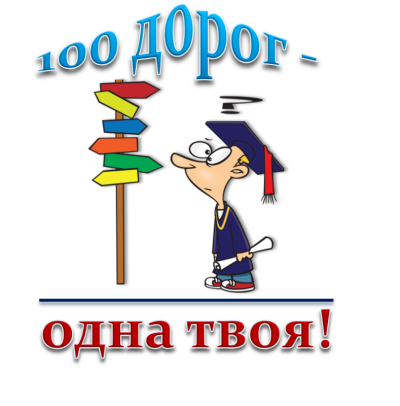 100 дорог -
?
одна твоя!